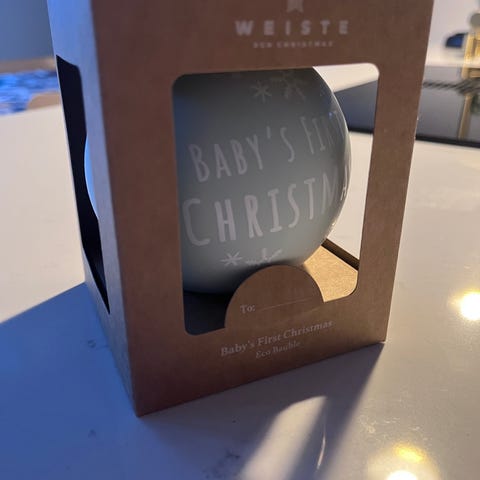 WEISTE
ECO CHRISTMAS
BABY'S FIRST
CHRISTMA
To:
Baby's First Christmas
Eco Bauble